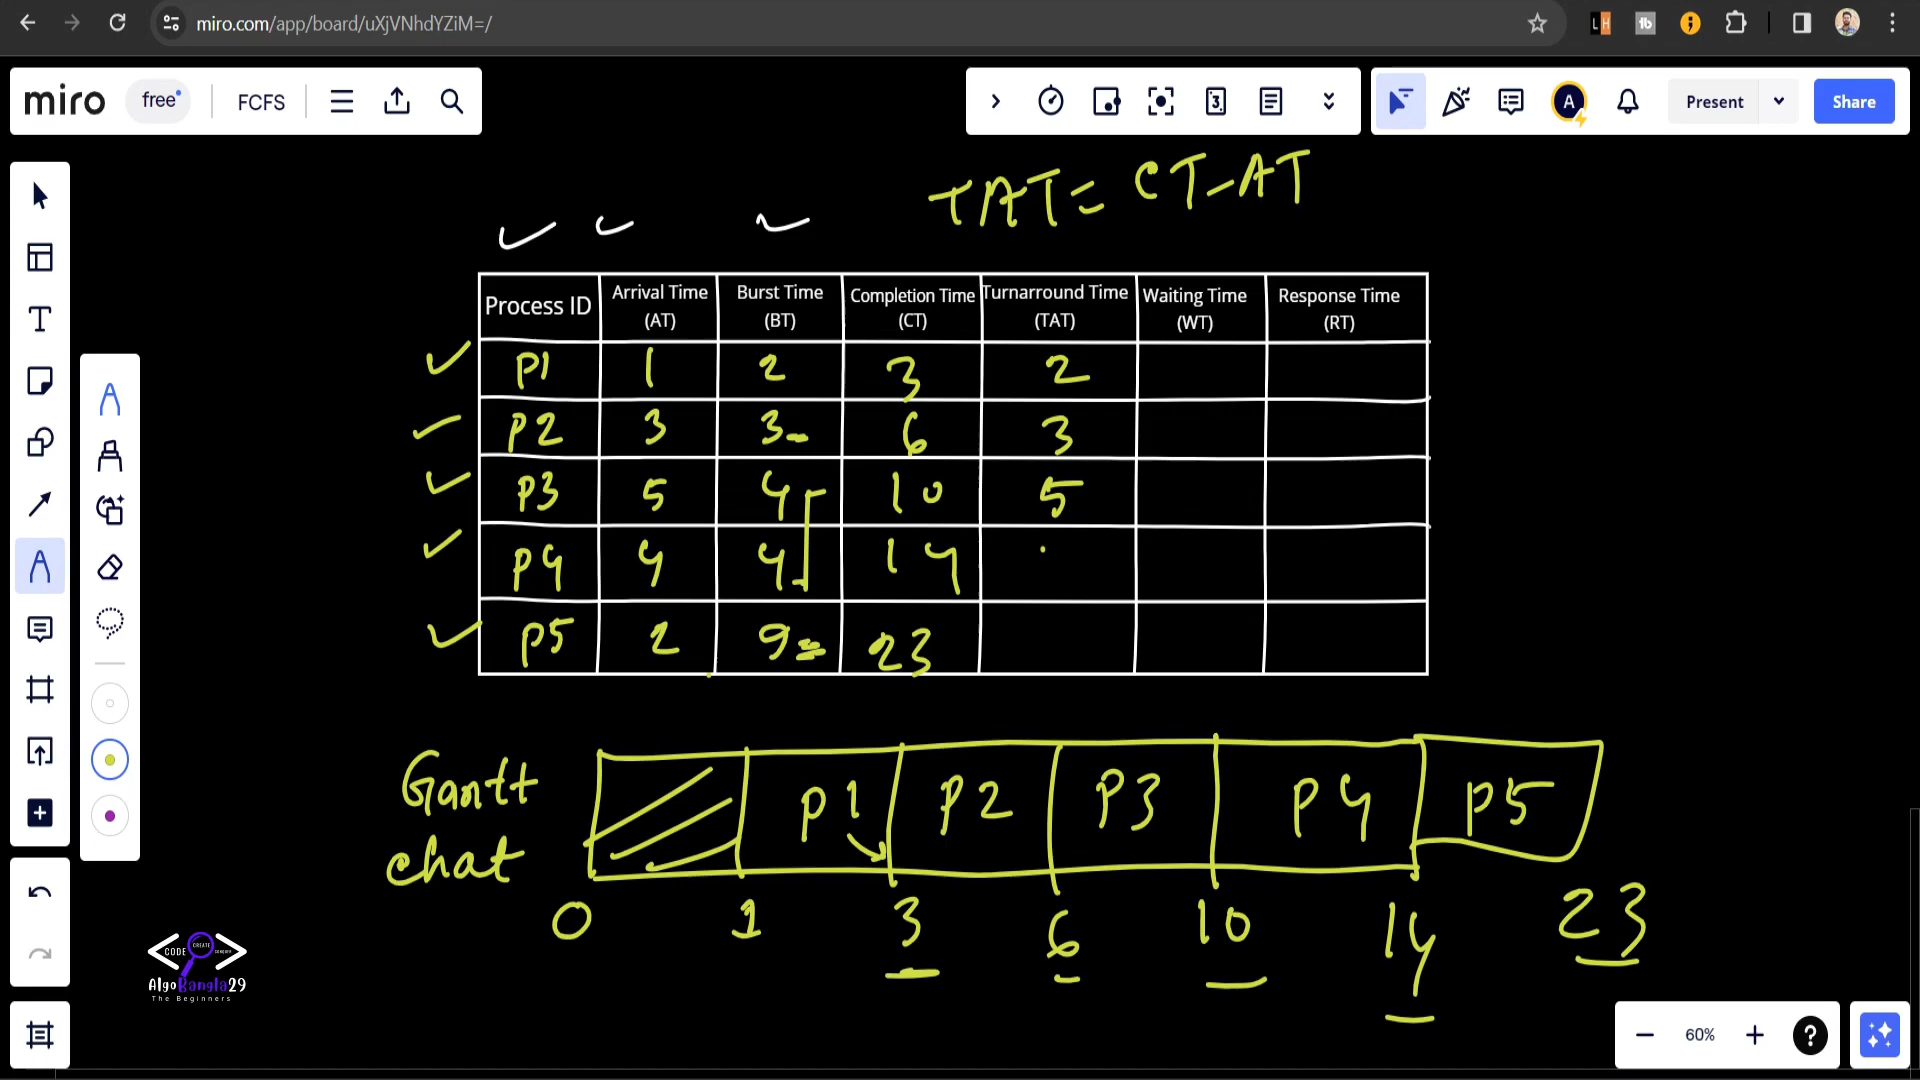 miro.com/app/board/uXjVNhdYZiM=/
miro free FCFS
Present
Share
TAT = CT-AT
Process ID Arrival Time (AT) Burst Time (BT) Completion Time (CT) Turnarround Time (TAT) Waiting Time (WT) Response Time (RT)
P1 1 2 3 2
P2 3 3 6 3
P3 5 4 10 5
P4 4 4 14
P5 2 9 23
Gantt
chat
P1 P2 P3 P4 P5
0 1 3 6 10 14 23
CODE CREATE CONQUER
AlgoBangla29
The Beginners
60%